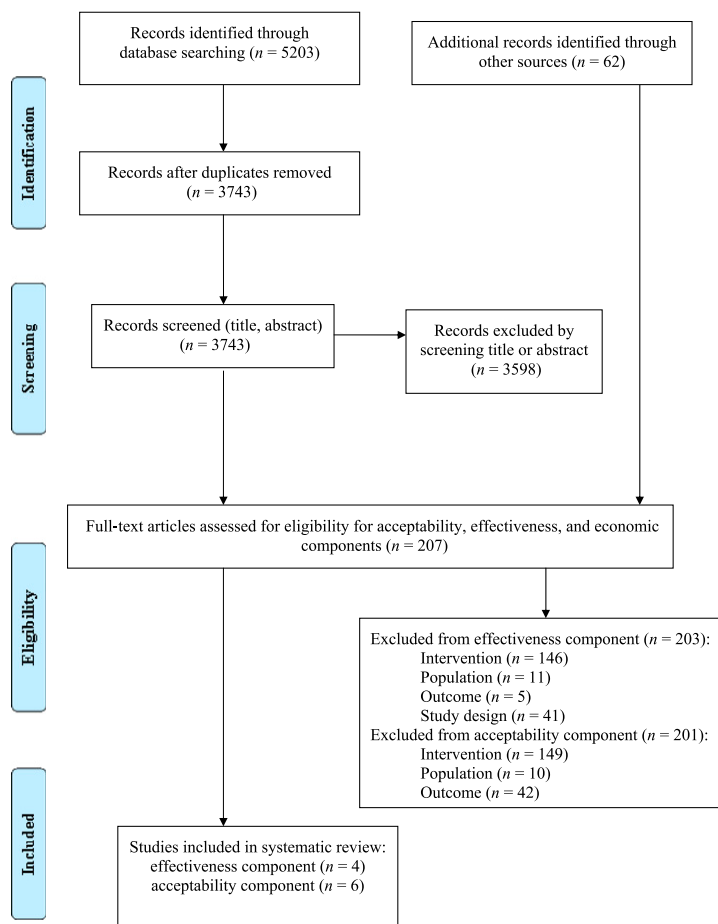 Records identified through
database searching (n = 5203)
Additional records identified through
other sources (n = 62)
Identification
Records after duplicates removed
(n = 3743)
Screening
Records screened (title, abstract)
(n = 3743)
Records excluded by
screening title or abstract
(n = 3598)
Full-text articles assessed for eligibility for acceptability, effectiveness, and economic
components (n = 207)
Eligibility
Excluded from effectiveness component (n = 203):
Intervention (n = 146)
Population (n = 11)
Outcome (n = 5)
Study design (n = 41)
Excluded from acceptability component (n = 201):
Intervention (n = 149)
Population (n = 10)
Outcome (n = 42)
Included
Studies included in systematic review:
effectiveness component (n = 4)
acceptability component (n = 6)